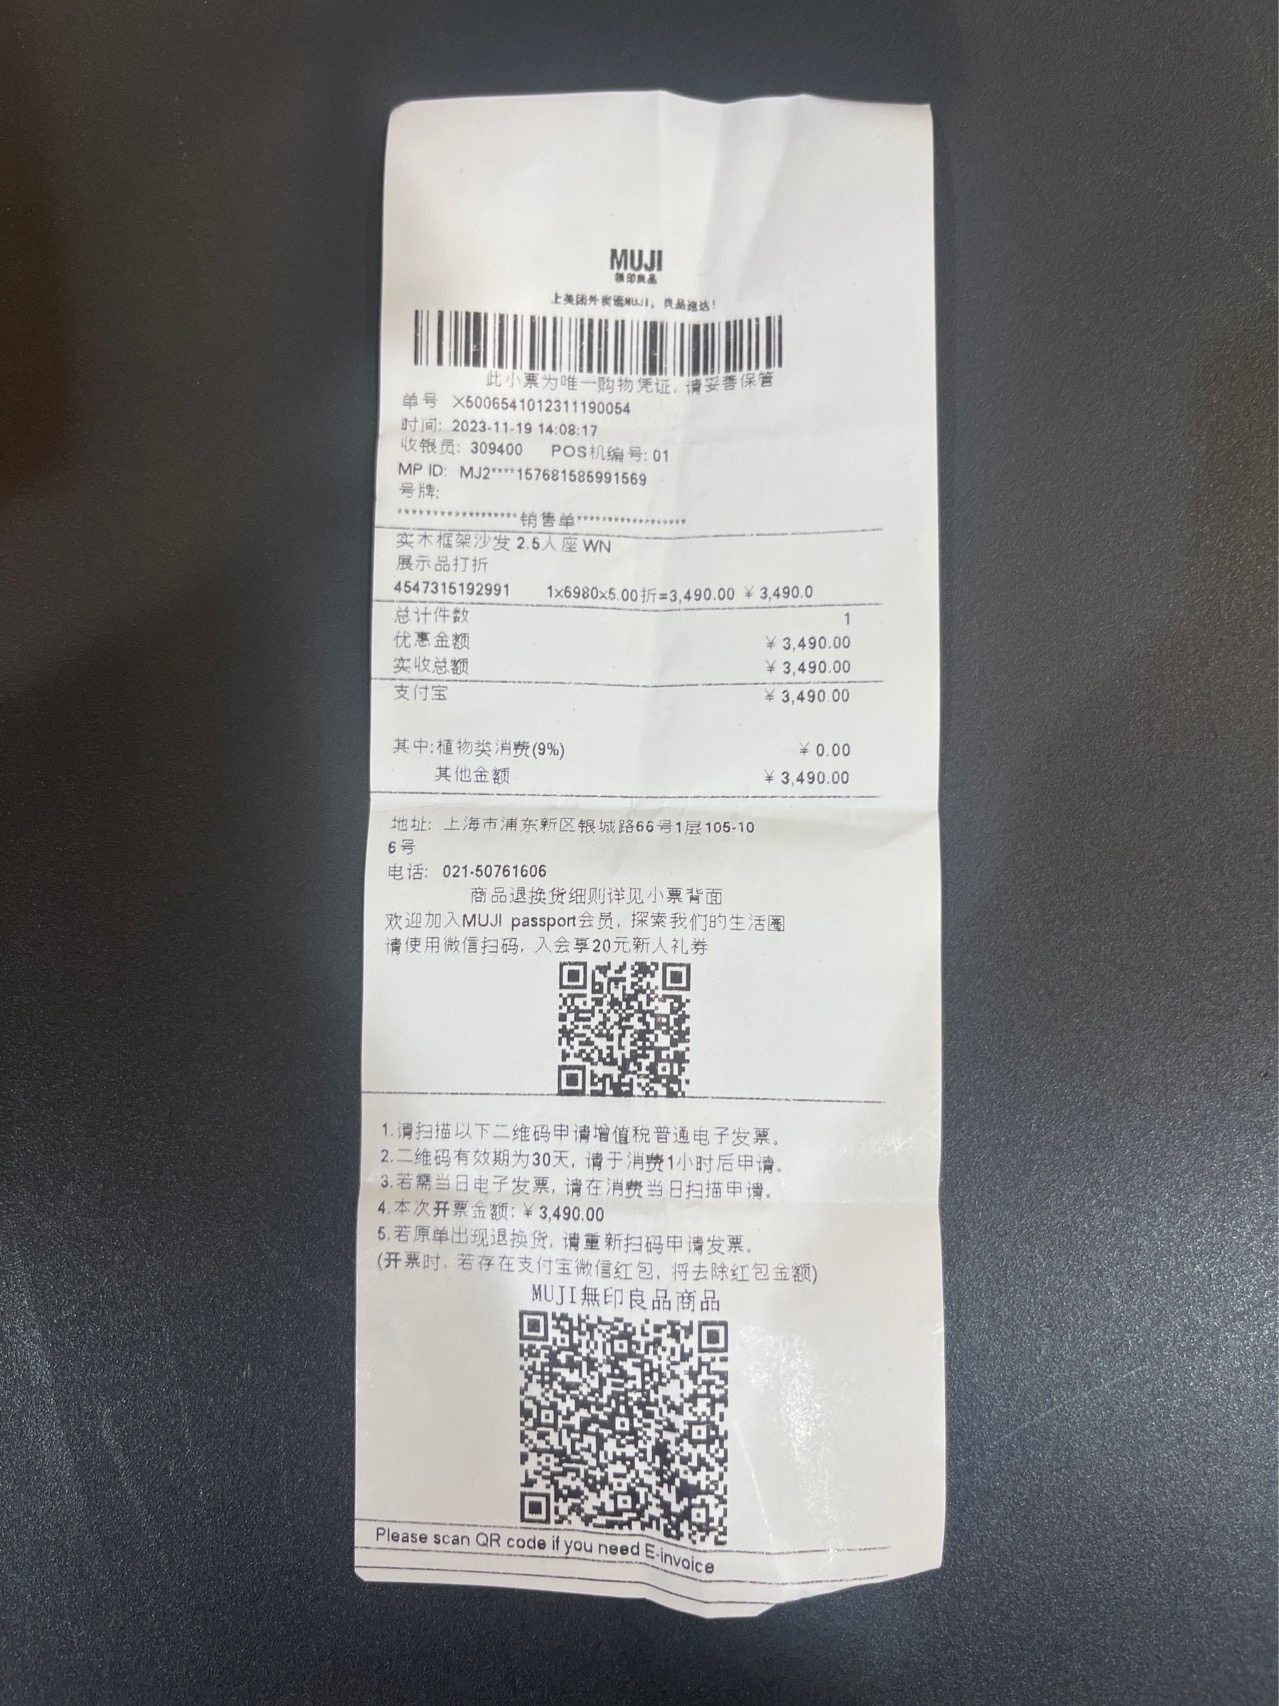 MUJI
無印良品
上美团外卖逛MUJI，良品速达！
此小票为唯一购物凭证，请妥善保管
单号 X5006541012311190054
时间: 2023-11-19 14:08:17
收银员: 309400 POS机编号: 01
MP ID: MJ2****157681585991569
号牌:
******************销售单******************
实木框架沙发 2.5人座 WN
展示品打折
4547315192991 1x6980x5.00折=3,490.00 ¥ 3,490.0
总计件数 1
优惠金额 ¥ 3,490.00
实收总额 ¥ 3,490.00
支付宝 ¥ 3,490.00
其中:植物类消费(9%) ¥ 0.00
其他金额 ¥ 3,490.00
地址: 上海市浦东新区银城路66号1层105-10
6号
电话: 021-50761606
商品退换货细则详见小票背面
欢迎加入MUJI passport会员, 探索我们的生活圈
请使用微信扫码, 入会享20元新人礼券
1.请扫描以下二维码申请增值税普通电子发票。
2.二维码有效期为30天, 请于消费1小时后申请。
3.若需当日电子发票, 请在消费当日扫描申请。
4.本次开票金额: ¥ 3,490.00
5.若原单出现退换货, 请重新扫码申请发票。
(开票时, 若存在支付宝微信红包, 将去除红包金额)
MUJI無印良品商品
Please scan QR code if you need E-invoice